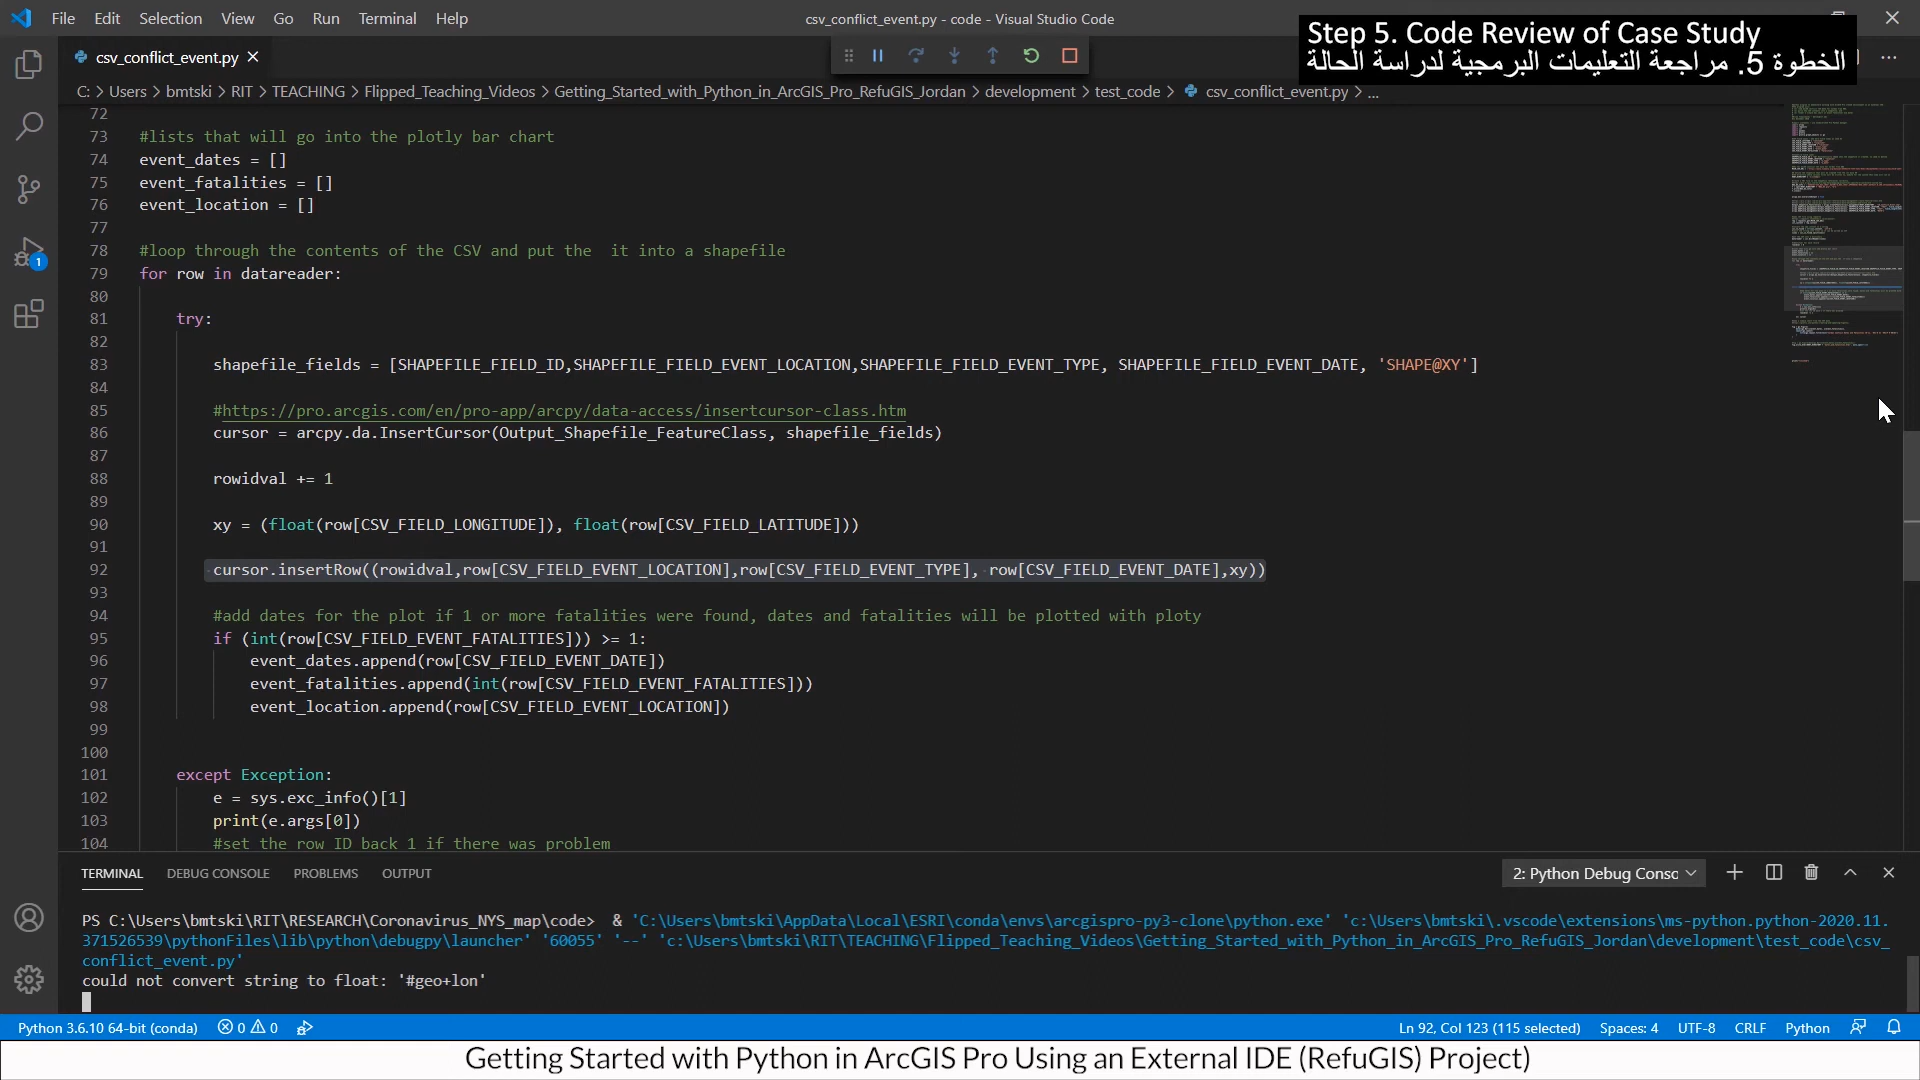 File Edit Selection View Go Run Terminal Help
csv_conflict_event.py - code - Visual Studio Code
Step 5. Code Review of Case Study
الخطوة 5. مراجعة التعليمات البرمجية لدراسة الحالة
csv_conflict_event.py
C: > Users > bmtski > RIT > TEACHING > Flipped_Teaching_Videos > Getting_Started_with_Python_in_ArcGIS_Pro_RefuGIS_Jordan > development > test_code > csv_conflict_event.py > ...
72
73 #lists that will go into the plotly bar chart
74 event_dates = []
75 event_fatalities = []
76 event_location = []
77
78 #loop through the contents of the CSV and put the  it into a shapefile
79 for row in datareader:
80
81 try:
82
83 shapefile_fields = [SHAPEFILE_FIELD_ID,SHAPEFILE_FIELD_EVENT_LOCATION,SHAPEFILE_FIELD_EVENT_TYPE, SHAPEFILE_FIELD_EVENT_DATE, 'SHAPE@XY']
84
85 #https://pro.arcgis.com/en/pro-app/arcpy/data-access/insertcursor-class.htm
86 cursor = arcpy.da.InsertCursor(Output_Shapefile_FeatureClass, shapefile_fields)
87
88 rowidval += 1
89
90 xy = (float(row[CSV_FIELD_LONGITUDE]), float(row[CSV_FIELD_LATITUDE]))
91
92 cursor.insertRow((rowidval,row[CSV_FIELD_EVENT_LOCATION],row[CSV_FIELD_EVENT_TYPE], row[CSV_FIELD_EVENT_DATE],xy))
93
94 #add dates for the plot if 1 or more fatalities were found, dates and fatalities will be plotted with ploty
95 if (int(row[CSV_FIELD_EVENT_FATALITIES])) >= 1:
96 event_dates.append(row[CSV_FIELD_EVENT_DATE])
97 event_fatalities.append(int(row[CSV_FIELD_EVENT_FATALITIES]))
98 event_location.append(row[CSV_FIELD_EVENT_LOCATION])
99
100
101 except Exception:
102 e = sys.exc_info()[1]
103 print(e.args[0])
104 #set the row ID back 1 if there was problem
1
TERMINAL DEBUG CONSOLE PROBLEMS OUTPUT
2: Python Debug Consc
PS C:\Users\bmtski\RIT\RESEARCH\Coronavirus_NYS_map\code>  & 'C:\Users\bmtski\AppData\Local\ESRI\conda\envs\arcgispro-py3-clone\python.exe' 'c:\Users\bmtski\.vscode\extensions\ms-python.python-2020.11.
371526539\pythonFiles\lib\python\debugpy\launcher' '60055' '--' 'c:\Users\bmtski\RIT\TEACHING\Flipped_Teaching_Videos\Getting_Started_with_Python_in_ArcGIS_Pro_RefuGIS_Jordan\development\test_code\csv_
conflict_event.py'
could not convert string to float: '#geo+lon'
Python 3.6.10 64-bit (conda) 0 0 Ln 92, Col 123 (115 selected) Spaces: 4 UTF-8 CRLF Python
Getting Started with Python in ArcGIS Pro Using an External IDE (RefuGIS) Project)